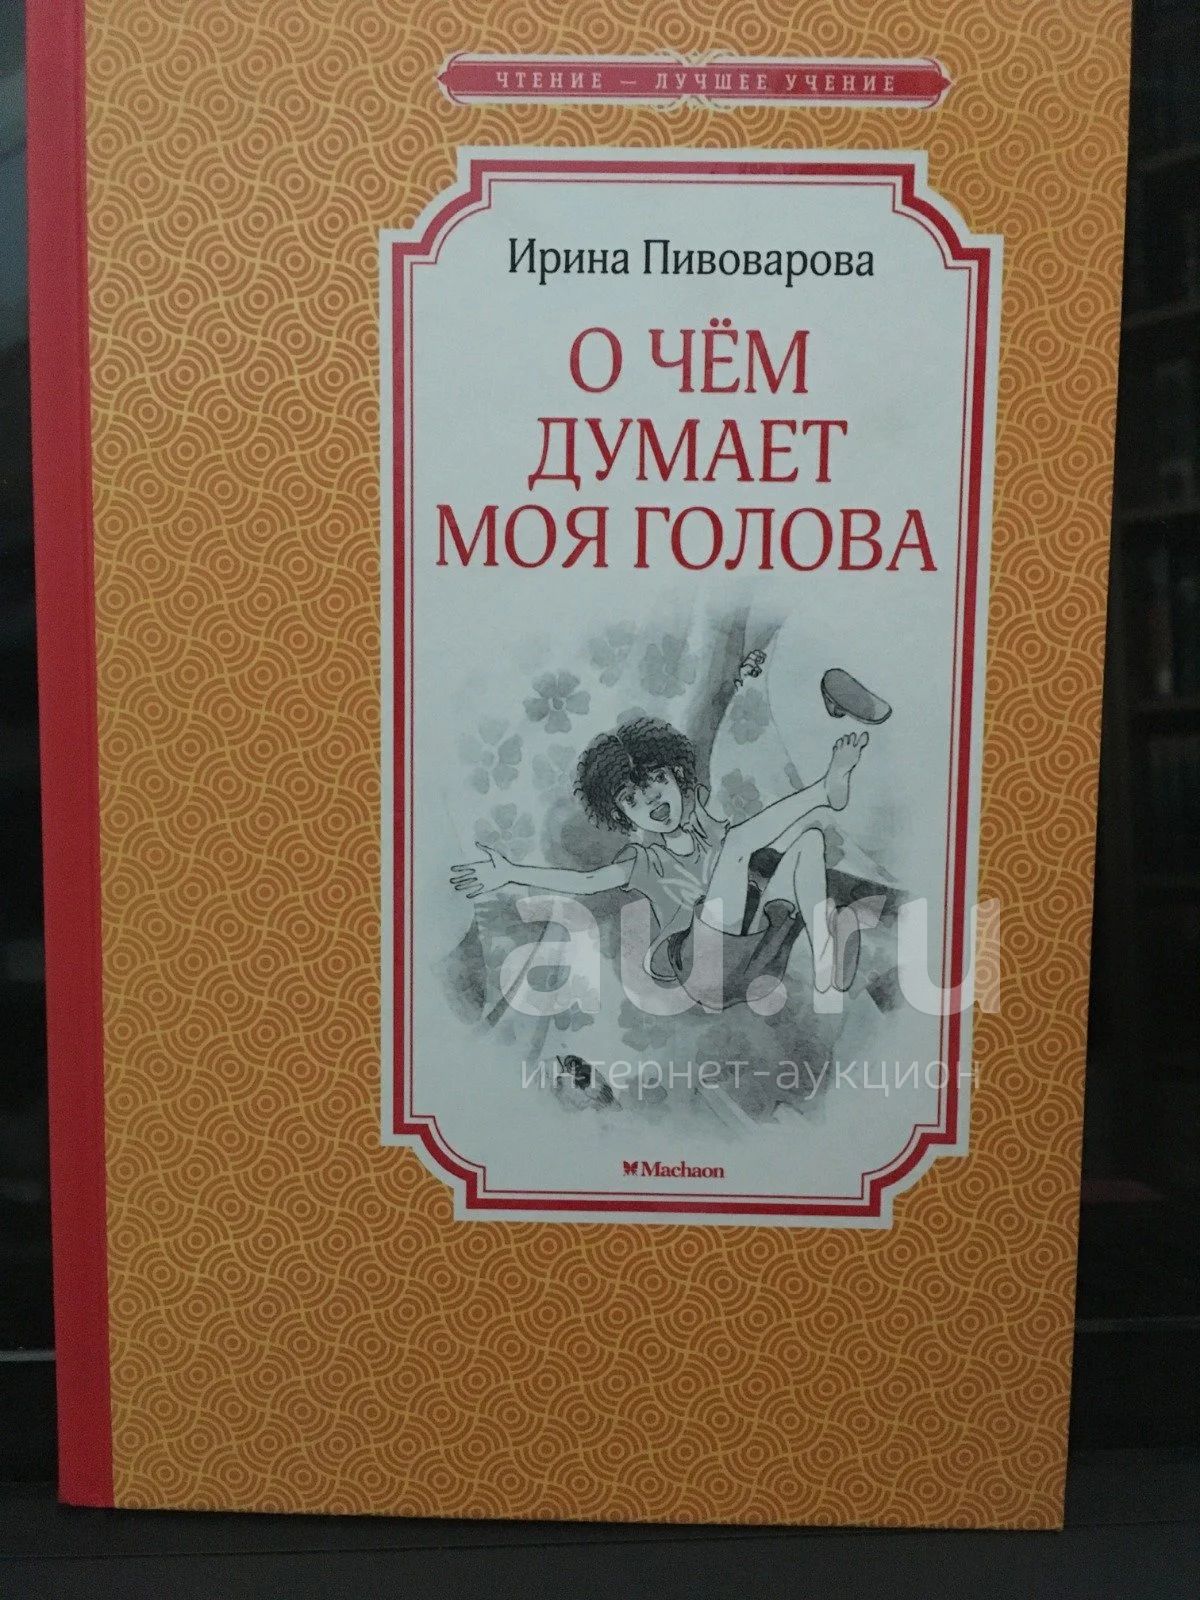 ЧТЕНИЕ — ЛУЧШЕЕ УЧЕНИЕ
Ирина Пивоварова
О ЧЁМ
ДУМАЕТ
МОЯ ГОЛОВА
au.ru
интернет-аукцион
Machaon